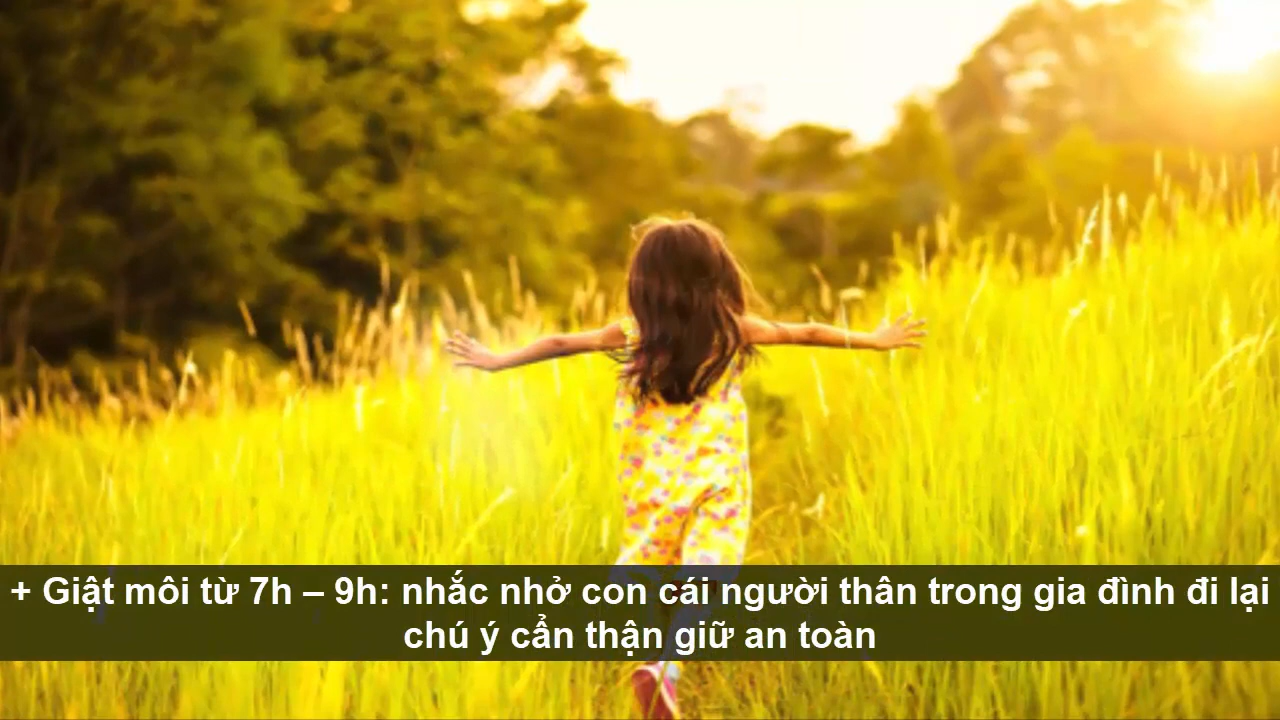 + Giật môi từ 7h – 9h: nhắc nhở con cái người thân trong gia đình đi lại
chú ý cẩn thận giữ an toàn